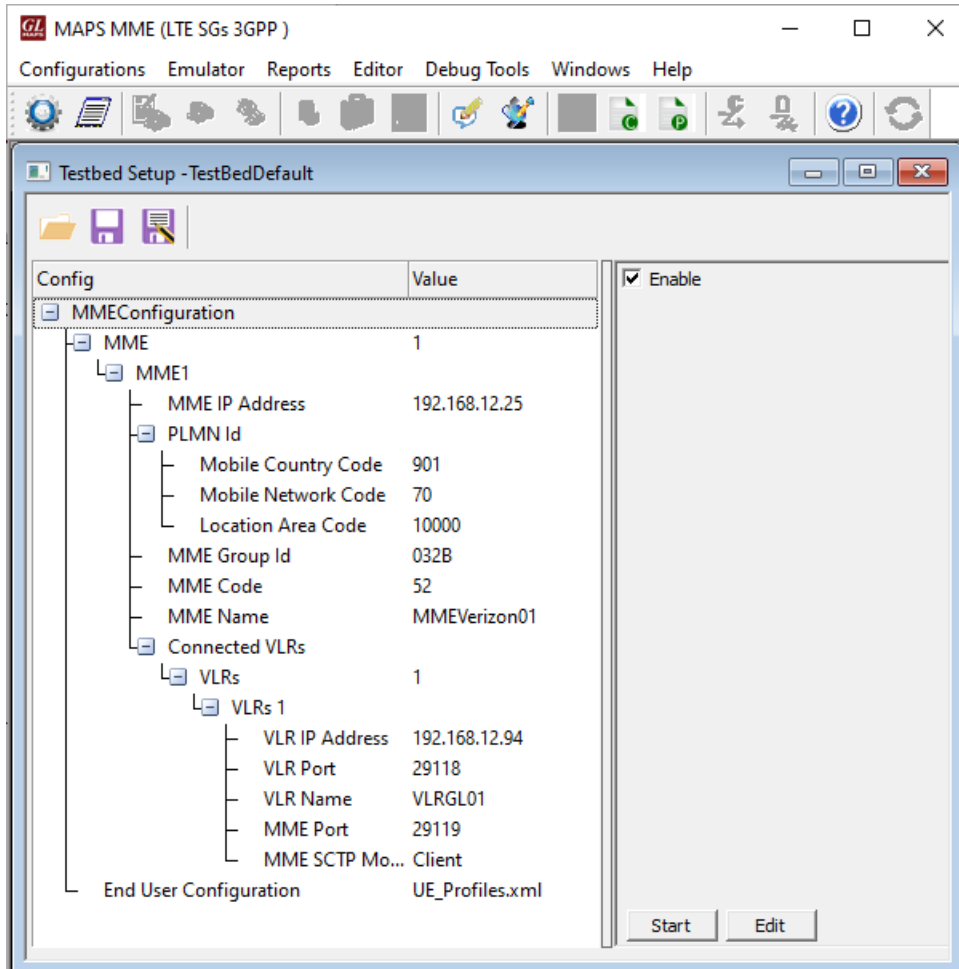 GL MAPS MAPS MME (LTE SGs 3GPP )
Configurations Emulator Reports Editor Debug Tools Windows Help
C P ?
Testbed Setup -TestBedDefault
Config Value Enable
MMEConfiguration
MME 1
MME1
MME IP Address 192.168.12.25
PLMN Id
Mobile Country Code 901
Mobile Network Code 70
Location Area Code 10000
MME Group Id 032B
MME Code 52
MME Name MMEVerizon01
Connected VLRs
VLRs 1
VLRs 1
VLR IP Address 192.168.12.94
VLR Port 29118
VLR Name VLRGL01
MME Port 29119
MME SCTP Mo... Client
End User Configuration UE_Profiles.xml
Start Edit